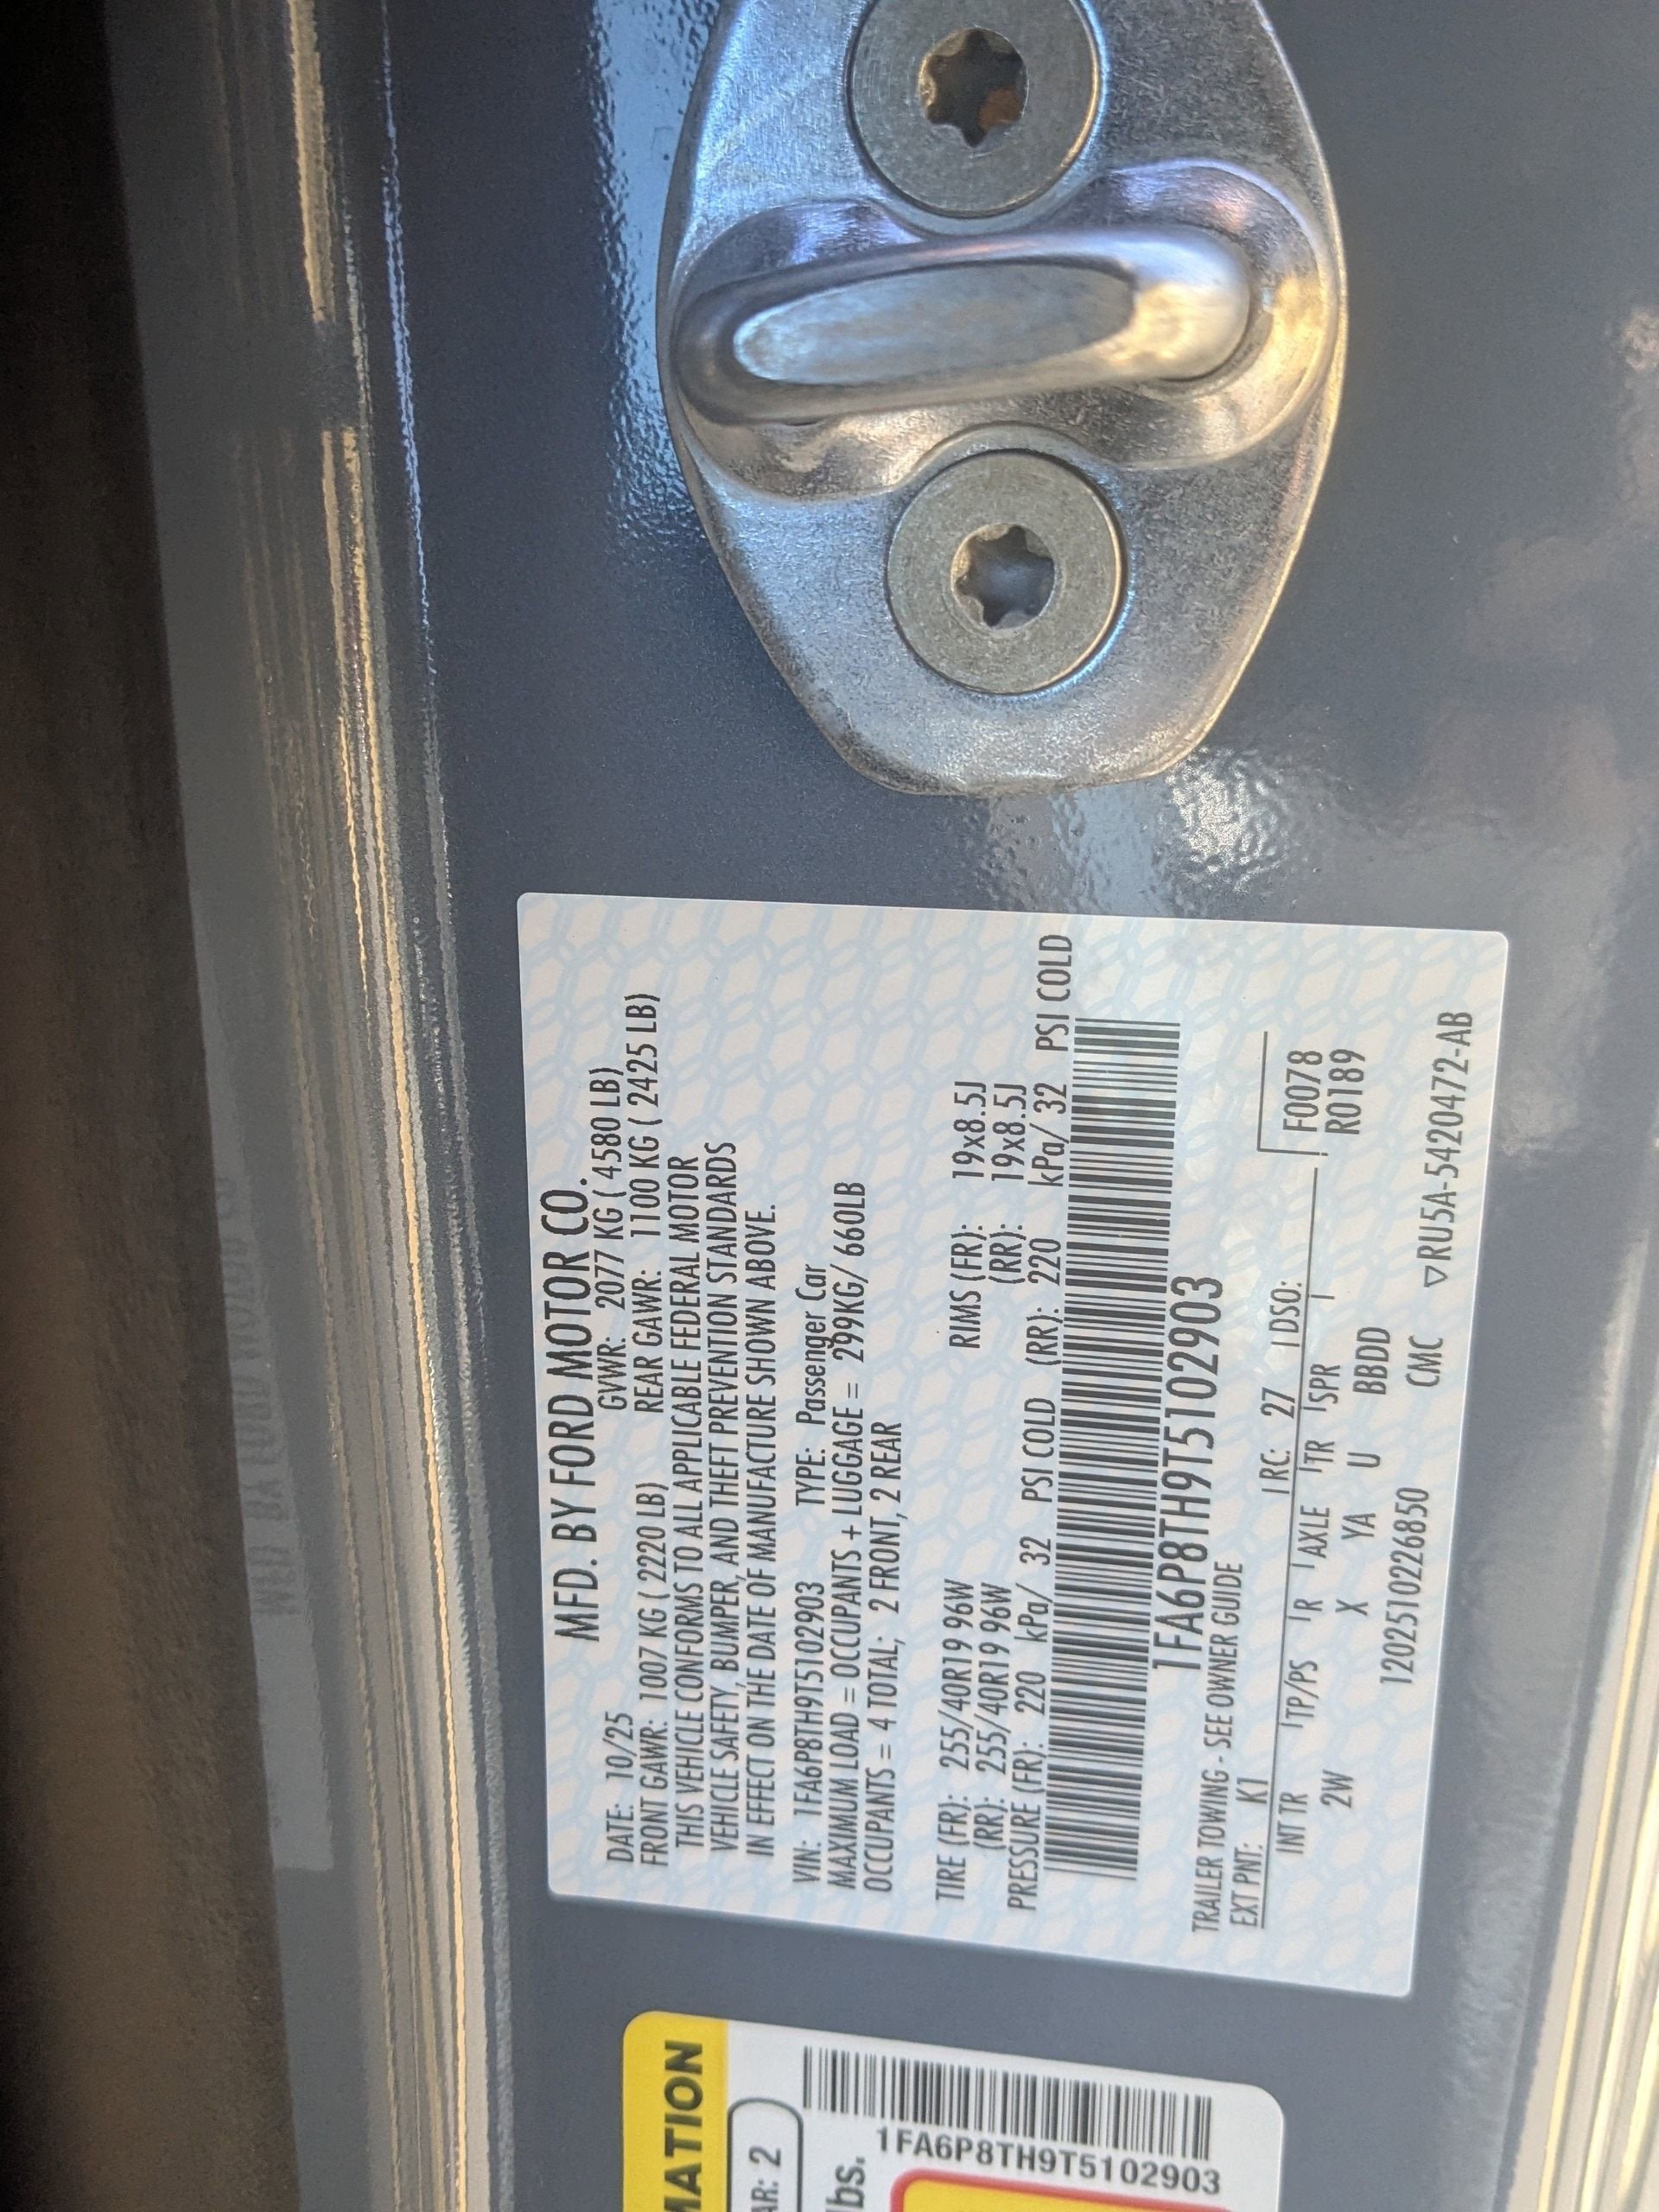 MFD. BY FORD MOTOR CO.
DATE: 10/25 GVWR: 2077 KG ( 4580 LB)
FRONT GAWR: 1007 KG ( 2220 LB) REAR GAWR: 1100 KG ( 2425 LB)
THIS VEHICLE CONFORMS TO ALL APPLICABLE FEDERAL MOTOR
VEHICLE SAFETY, BUMPER, AND THEFT PREVENTION STANDARDS
IN EFFECT ON THE DATE OF MANUFACTURE SHOWN ABOVE.
VIN: 1FA6P8TH9T5102903 TYPE: Passenger Car
MAXIMUM LOAD = OCCUPANTS + LUGGAGE = 299KG/ 660LB
OCCUPANTS = 4 TOTAL; 2 FRONT, 2 REAR
TIRE (FR): 255/40R19 96W RIMS (FR): 19x8.5J
(RR): 255/40R19 96W (RR): 19x8.5J
PRESSURE (FR): 220 kPa/ 32 PSI COLD (RR): 220 kPa/ 32 PSI COLD
1FA6P8TH9T5102903
TRAILER TOWING - SEE OWNER GUIDE
EXT PNT: K1 RC: 27 DSO:
INT TR TP/PS R AXLE TR SPR F0078
2W X YA U BBDD R0189
1202510226850 CMC ▽RU5A-5420472-AB
MATION
AR: 2
lbs.
1FA6P8TH9T5102903